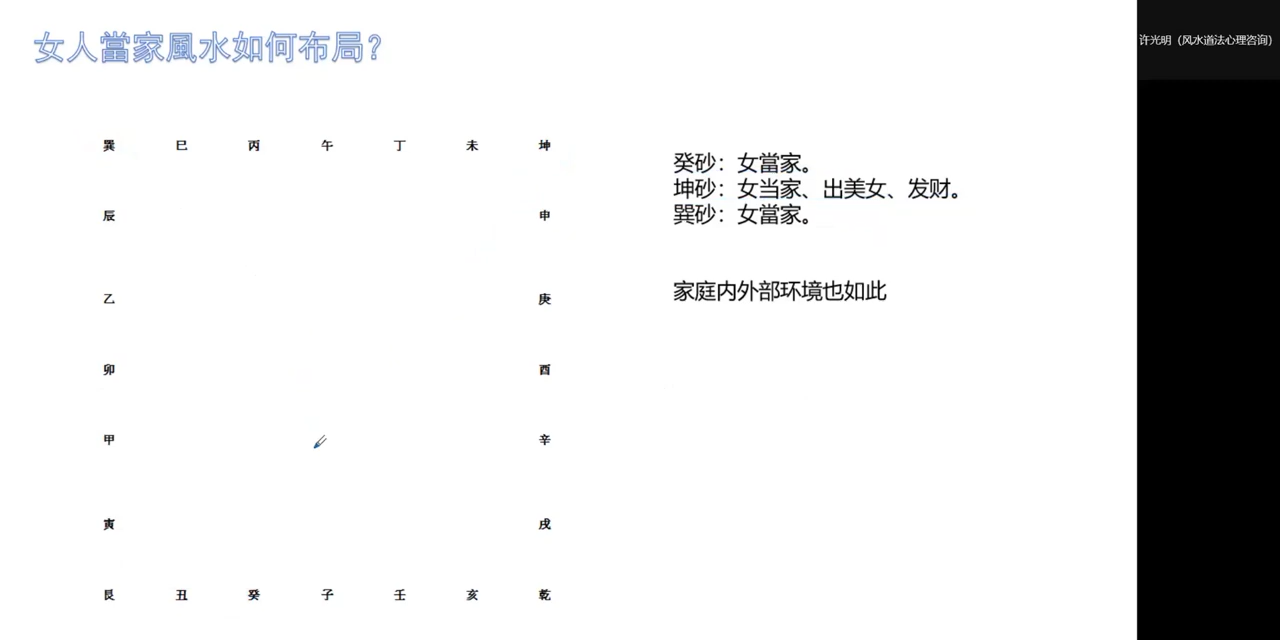 女人當家風水如何布局？
许光明（风水道法心理咨询）
巽 巳 丙 午 丁 未 坤
辰 申
乙 庚
卯 酉
甲 辛
寅 戌
艮 丑 癸 子 壬 亥 乾
癸砂：女當家。
坤砂：女当家、出美女、发财。
巽砂：女當家。
家庭内外部环境也如此